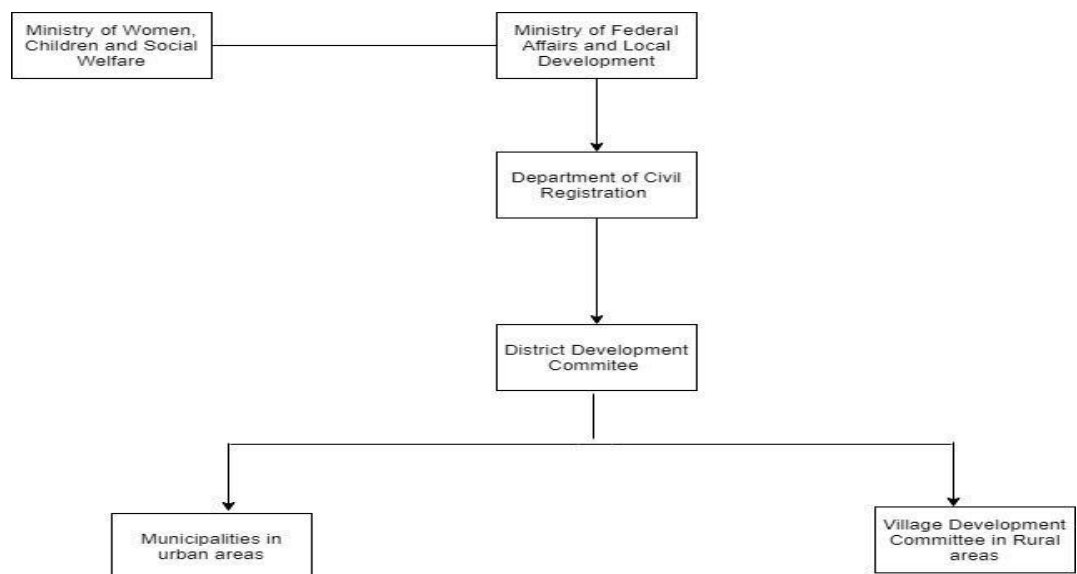 Ministry of Women,
Children and Social
Welfare
Ministry of Federal
Affairs and Local
Development
Department of Civil
Registration
District Development
Commitee
Municipalities in
urban areas
Village Development
Committee in Rural
areas